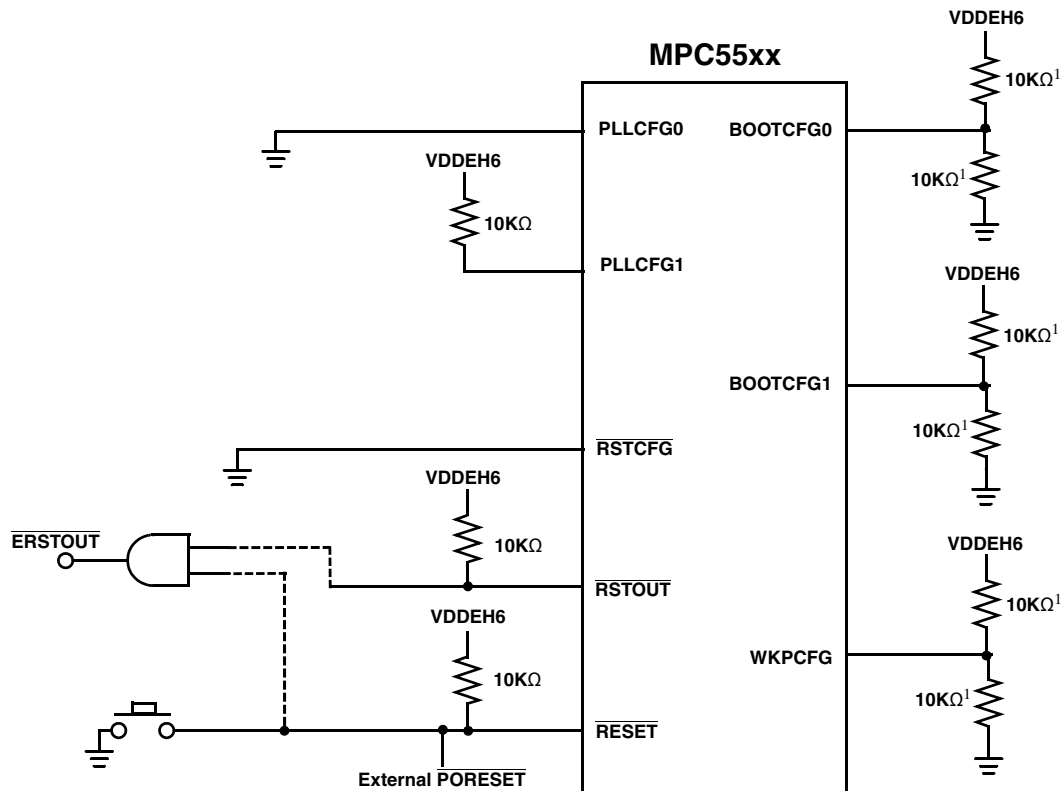 VDDEH6
MPC55xx
10KΩ¹
PLLCFG0
BOOTCFG0
VDDEH6
10KΩ¹
10KΩ
PLLCFG1
VDDEH6
10KΩ¹
BOOTCFG1
10KΩ¹
RSTCFG
VDDEH6
ERSTOUT
10KΩ
VDDEH6
RSTOUT
10KΩ¹
VDDEH6
WKPCFG
10KΩ
10KΩ¹
RESET
External PORESET